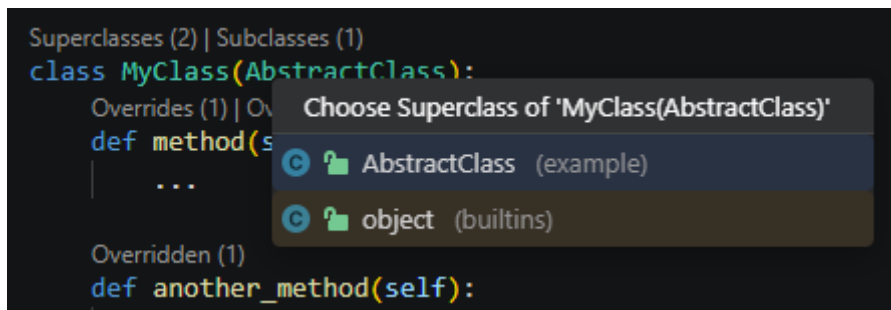 Superclasses (2) | Subclasses (1)
class MyClass(AbstractClass):
Overrides (1) | Ov
Choose Superclass of 'MyClass(AbstractClass)'
def method(s
AbstractClass (example)
...
object (builtins)
Overridden (1)
def another_method(self):